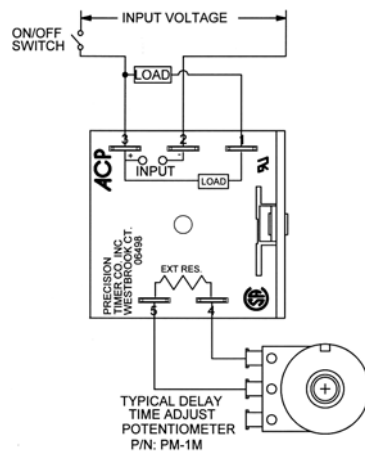 INPUT VOLTAGE
ON/OFF
SWITCH
LOAD
3 2 1
+ -
INPUT
ACP
LOAD
PRECISION
TIMER CO. INC
WESTBROOK CT.
06498
EXT RES.
5 4
TYPICAL DELAY
TIME ADJUST
POTENTIOMETER
P/N: PM-1M